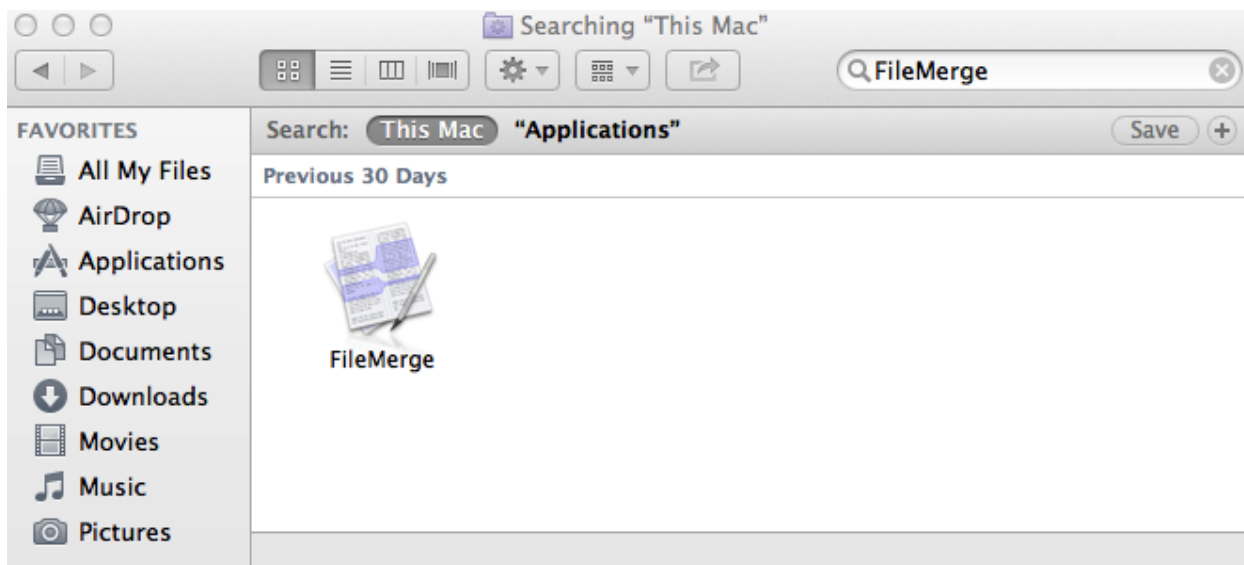 Searching “This Mac”
FileMerge
FAVORITES
All My Files
AirDrop
Applications
Desktop
Documents
Downloads
Movies
Music
Pictures
Search: This Mac “Applications” Save +
Previous 30 Days
FileMerge